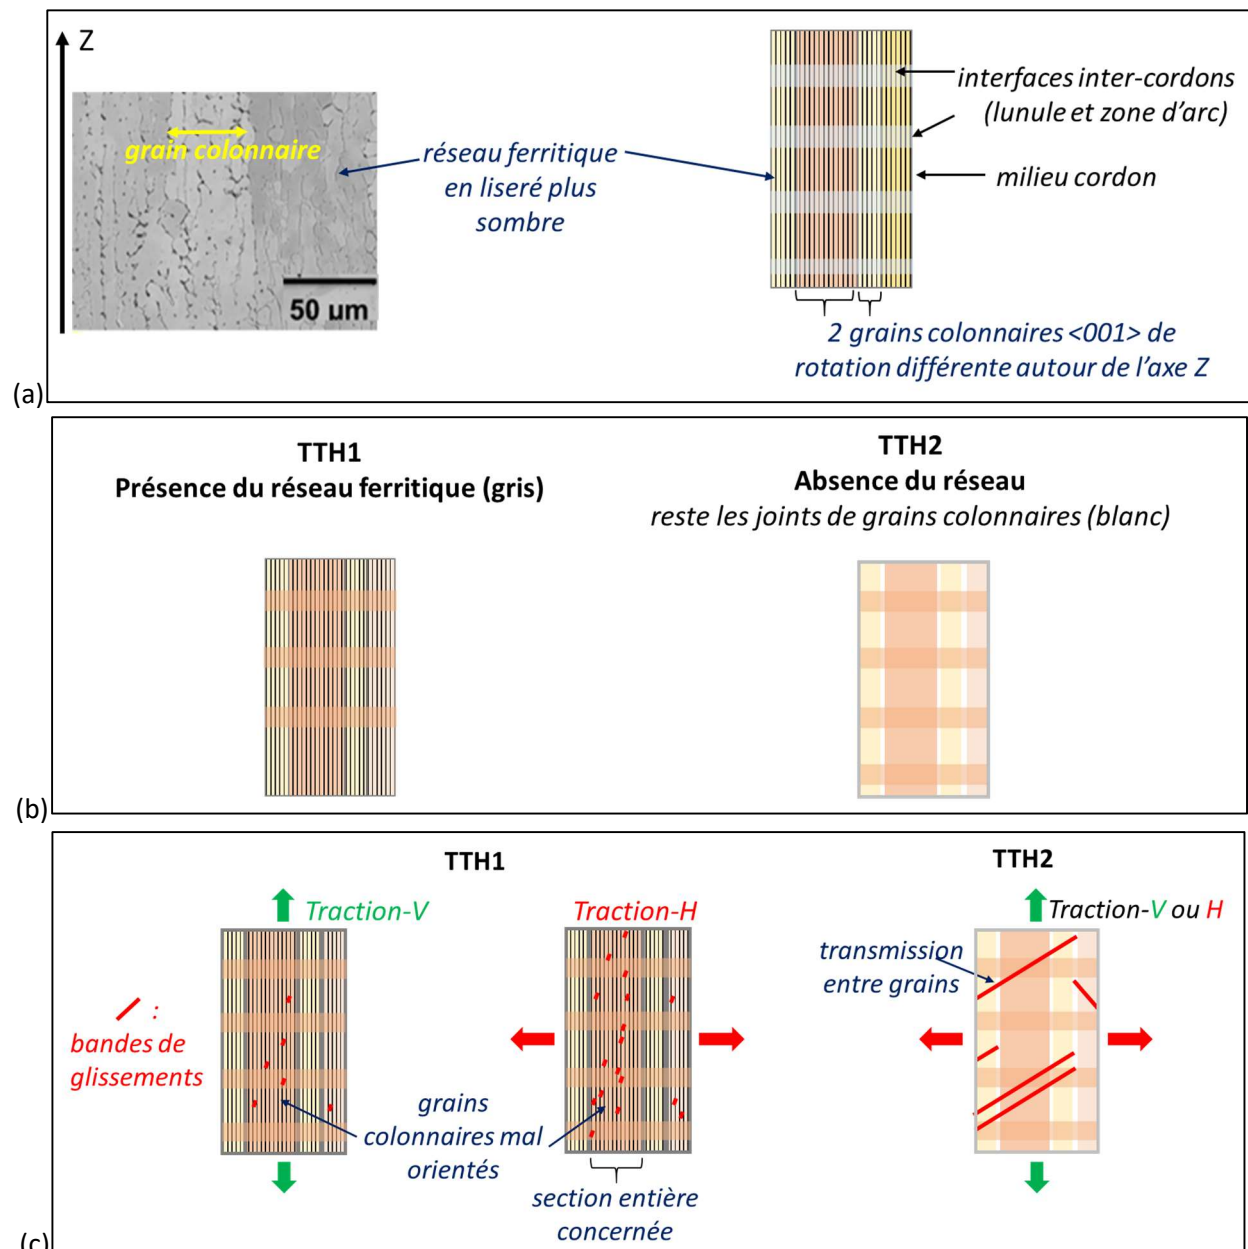 Z
grain colonnaire
50 um
réseau ferritique
en liseré plus
sombre
interfaces inter-cordons
(lunule et zone d'arc)
milieu cordon
2 grains colonnaires <001> de
rotation différente autour de l'axe Z
(a)
TTH1
Présence du réseau ferritique (gris)
TTH2
Absence du réseau
reste les joints de grains colonnaires (blanc)
(b)
TTH1
Traction-V
Traction-H
:
bandes de
glissements
grains
colonnaires mal
orientés
section entière
concernée
TTH2
Traction-V ou H
transmission
entre grains
(c)